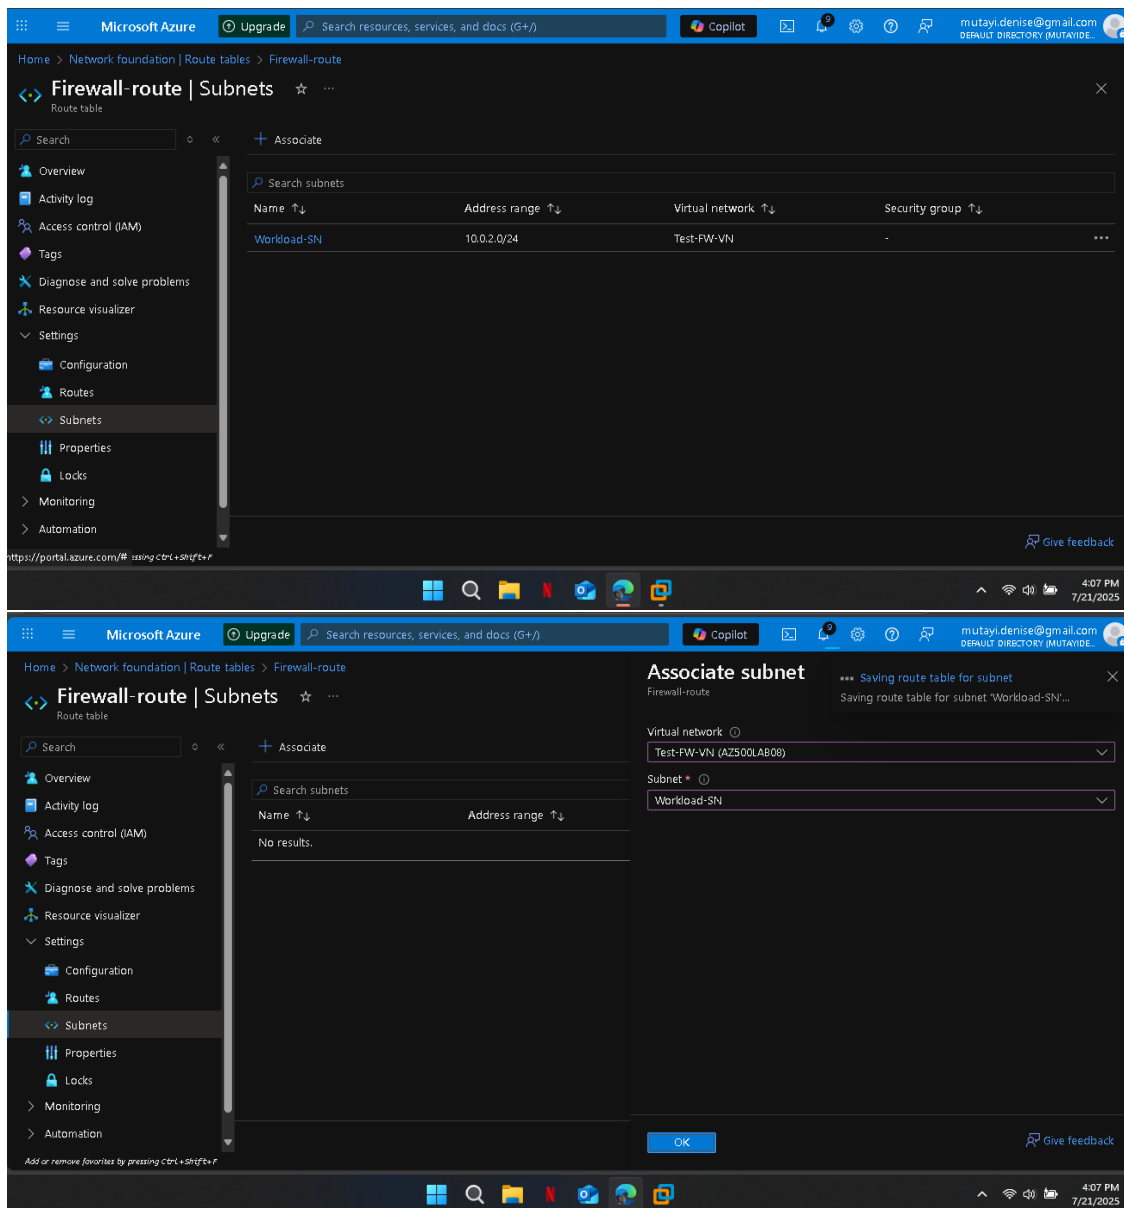 Microsoft Azure
Upgrade
Search resources, services, and docs (G+/)
Copilot
9
mutayi.denise@gmail.com
DEFAULT DIRECTORY (MUTAYIDE...
Home > Network foundation | Route tables > Firewall-route
Firewall-route | Subnets
Route table
Search
Associate
Overview
Activity log
Access control (IAM)
Tags
Diagnose and solve problems
Resource visualizer
Settings
Configuration
Routes
Subnets
Properties
Locks
Monitoring
Automation
Search subnets
Name Address range Virtual network Security group
Workload-SN 10.0.2.0/24 Test-FW-VN -
Give feedback
https://portal.azure.com/# essing Ctrl+Shift+F
4:07 PM
7/21/2025
Microsoft Azure
Upgrade
Search resources, services, and docs (G+/)
Copilot
9
mutayi.denise@gmail.com
DEFAULT DIRECTORY (MUTAYIDE...
Home > Network foundation | Route tables > Firewall-route
Firewall-route | Subnets
Route table
Search
Associate
Overview
Activity log
Access control (IAM)
Tags
Diagnose and solve problems
Resource visualizer
Settings
Configuration
Routes
Subnets
Properties
Locks
Monitoring
Automation
Add or remove favorites by pressing Ctrl+Shift+F
Search subnets
Name Address range
No results.
Associate subnet
Firewall-route
Saving route table for subnet
Saving route table for subnet 'Workload-SN'...
Virtual network
Test-FW-VN (AZ500LAB08)
Subnet *
Workload-SN
OK
Give feedback
4:07 PM
7/21/2025